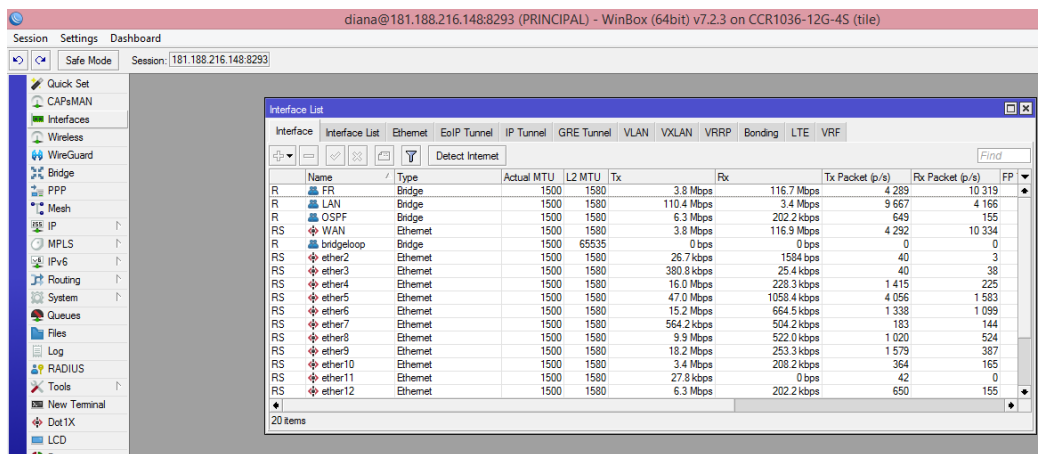 diana@181.188.216.148:8293 (PRINCIPAL) - WinBox (64bit) v7.2.3 on CCR1036-12G-4S (tile)
Session Settings Dashboard
Safe Mode Session: 181.188.216.148:8293
Quick Set
CAPsMAN
Interfaces
Wireless
WireGuard
Bridge
PPP
Mesh
IP
MPLS
IPv6
Routing
System
Queues
Files
Log
RADIUS
Tools
New Terminal
Dot1X
LCD
Interface List
Interface Interface List Ethernet EoIP Tunnel IP Tunnel GRE Tunnel VLAN VXLAN VRRP Bonding LTE VRF
Detect Internet Find
Name Type Actual MTU L2 MTU Tx Rx Tx Packet (p/s) Rx Packet (p/s) FP
R FR Bridge 1500 1580 3.8 Mbps 116.7 Mbps 4 289 10 319
R LAN Bridge 1500 1580 110.4 Mbps 3.4 Mbps 9 667 4 166
R OSPF Bridge 1500 1580 6.3 Mbps 202.2 kbps 649 155
RS WAN Ethernet 1500 1580 3.8 Mbps 116.9 Mbps 4 292 10 334
R bridgeloop Bridge 1500 65535 0 bps 0 bps 0 0
RS ether2 Ethernet 1500 1580 26.7 kbps 1584 bps 40 3
RS ether3 Ethernet 1500 1580 380.8 kbps 25.4 kbps 40 38
RS ether4 Ethernet 1500 1580 16.0 Mbps 228.3 kbps 1 415 225
RS ether5 Ethernet 1500 1580 47.0 Mbps 1058.4 kbps 4 056 1 583
RS ether6 Ethernet 1500 1580 15.2 Mbps 664.5 kbps 1 338 1 099
RS ether7 Ethernet 1500 1580 564.2 kbps 504.2 kbps 183 144
RS ether8 Ethernet 1500 1580 9.9 Mbps 522.0 kbps 1 020 524
RS ether9 Ethernet 1500 1580 18.2 Mbps 253.3 kbps 1 579 387
RS ether10 Ethernet 1500 1580 3.4 Mbps 208.2 kbps 364 165
RS ether11 Ethernet 1500 1580 27.8 kbps 0 bps 42 0
RS ether12 Ethernet 1500 1580 6.3 Mbps 202.2 kbps 650 155
20 items